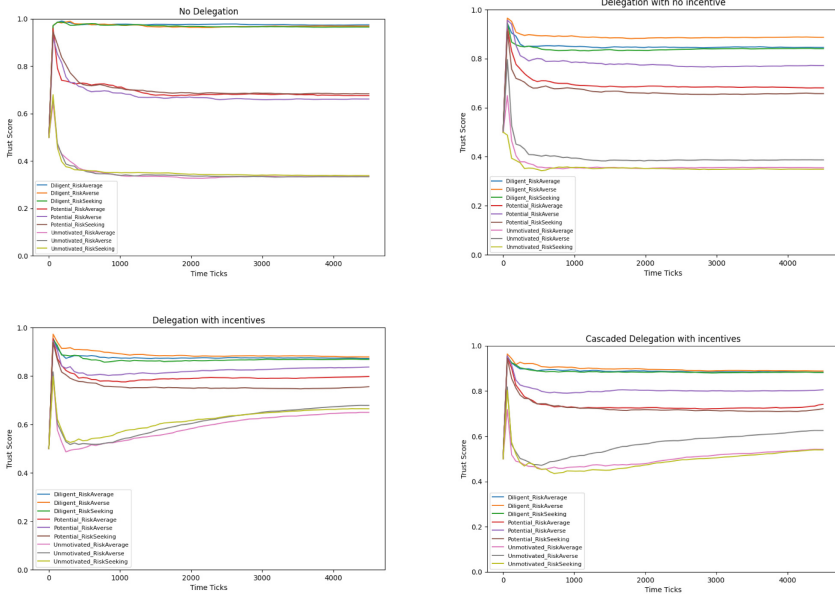 No Delegation
Trust Score
1.0
0.8
0.6
0.4
0.2
0.0
Diligent_RiskAverage
Diligent_RiskAverse
Diligent_RiskSeeking
Potential_RiskAverage
Potential_RiskAverse
Potential_RiskSeeking
Unmotivated_RiskAverage
Unmotivated_RiskAverse
Unmotivated_RiskSeeking
0 1000 2000 3000 4000
Time Ticks
Delegation with no incentive
Trust Score
1.0
0.8
0.6
0.4
0.2
0.0
Diligent_RiskAverage
Diligent_RiskAverse
Diligent_RiskSeeking
Potential_RiskAverage
Potential_RiskAverse
Potential_RiskSeeking
Unmotivated_RiskAverage
Unmotivated_RiskAverse
Unmotivated_RiskSeeking
0 1000 2000 3000 4000
Time Ticks
Delegation with incentives
Trust Score
1.0
0.8
0.6
0.4
0.2
0.0
Diligent_RiskAverage
Diligent_RiskAverse
Diligent_RiskSeeking
Potential_RiskAverage
Potential_RiskAverse
Potential_RiskSeeking
Unmotivated_RiskAverage
Unmotivated_RiskAverse
Unmotivated_RiskSeeking
0 1000 2000 3000 4000
Time Ticks
Cascaded Delegation with incentives
Trust Score
1.0
0.8
0.6
0.4
0.2
0.0
Diligent_RiskAverage
Diligent_RiskAverse
Diligent_RiskSeeking
Potential_RiskAverage
Potential_RiskAverse
Potential_RiskSeeking
Unmotivated_RiskAverage
Unmotivated_RiskAverse
Unmotivated_RiskSeeking
0 1000 2000 3000 4000
Time Ticks